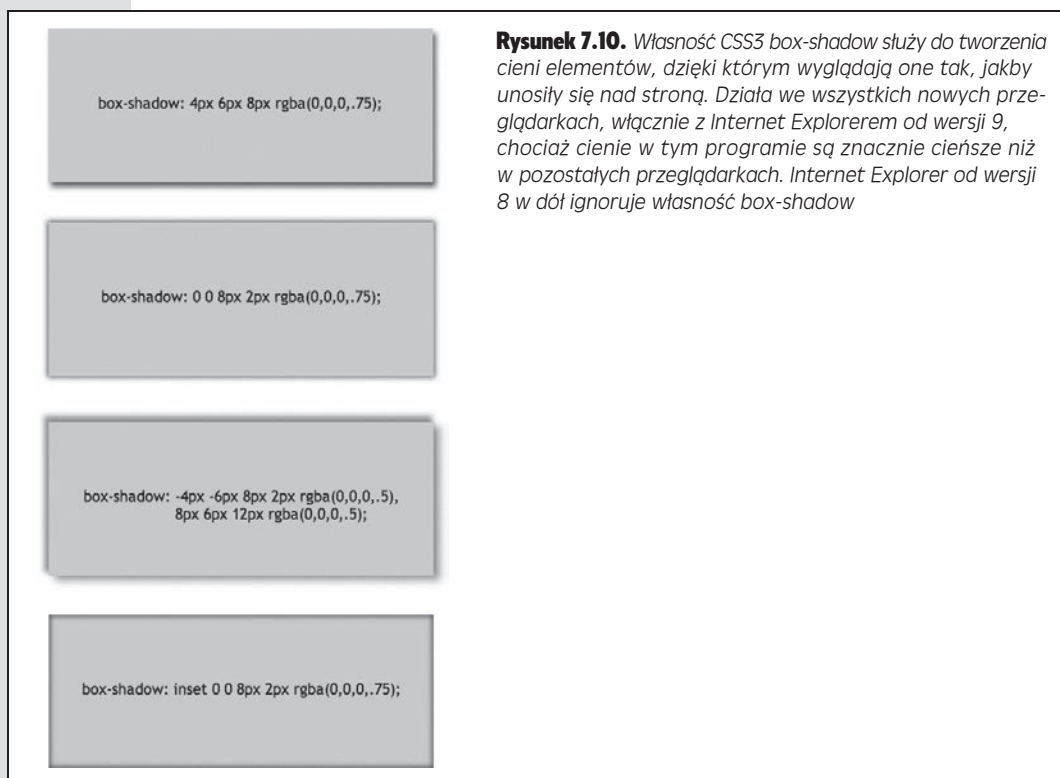 box-shadow: 4px 6px 8px rgba(0,0,0,.75);
box-shadow: 0 0 8px 2px rgba(0,0,0,.75);
box-shadow: -4px -6px 8px 2px rgba(0,0,0,.5),
8px 6px 12px rgba(0,0,0,.5);
box-shadow: inset 0 0 8px 2px rgba(0,0,0,.75);
Rysunek 7.10. Własność CSS3 box-shadow służy do tworzenia
cieni elementów, dzięki którym wyglądają one tak, jakby
unosiły się nad stroną. Działa we wszystkich nowych prze-
glądarkach, włącznie z Internet Explorerem od wersji 9,
chociaż cienie w tym programie są znacznie cieńsze niż
w pozostałych przeglądarkach. Internet Explorer od wersji
8 w dół ignoruje własność box-shadow